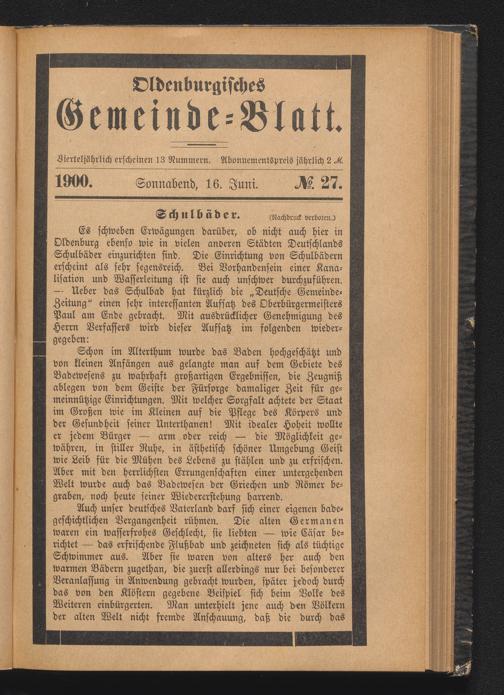 Oldenburgisches
Gemeinde-Blatt.
Vierteljährlich erscheinen 13 Nummern. Abonnementspreis jährlich 2 M.
1900. Sonnabend, 16. Juni. № 27.
Schulbäder. (Nachdruck verboten.)
Es schweben Erwägungen darüber, ob nicht auch hier in
Oldenburg ebenso wie in vielen anderen Städten Deutschlands
Schulbäder einzurichten sind. Die Einrichtung von Schulbädern
erscheint als sehr segensreich. Bei Vorhandensein einer Kana-
lisation und Wasserleitung ist sie auch unschwer durchzuführen.
— Ueber das Schulbad hat kürzlich die „Deutsche Gemeinde-
Zeitung“ einen sehr interessanten Aufsatz des Oberbürgermeisters
Paul am Ende gebracht. Mit ausdrücklicher Genehmigung des
Herrn Verfassers wird dieser Aufsatz im folgenden wieder-
gegeben:
Schon im Alterthum wurde das Baden hochgeschätzt und
von kleinen Anfängen aus gelangte man auf dem Gebiete des
Badewesens zu wahrhaft großartigen Ergebnissen, die Zeugniß
ablegen von dem Geiste der Fürsorge damaliger Zeit für ge-
meinnützige Einrichtungen. Mit welcher Sorgfalt achtete der Staat
im Großen wie im Kleinen auf die Pflege des Körpers und
der Gesundheit seiner Unterthanen! Mit idealer Hoheit wollte
er jedem Bürger — arm oder reich — die Möglichkeit ge-
währen, in stiller Ruhe, in ästhetisch schöner Umgebung Geist
wie Leib für die Mühen des Lebens zu stählen und zu erfrischen.
Aber mit den herrlichsten Errungenschaften einer untergehenden
Welt wurde auch das Badewesen der Griechen und Römer be-
graben, noch heute seiner Wiedererstehung harrend.
Auch unser deutsches Vaterland darf sich einer eigenen bade-
geschichtlichen Vergangenheit rühmen. Die alten Germanen
waren ein wasserfrohes Geschlecht, sie liebten — wie Cäsar be-
richtet — das erfrischende Flußbad und zeichneten sich als tüchtige
Schwimmer aus. Aber sie waren von alters her auch den
warmen Bädern zugethan, die zuerst allerdings nur bei besonderer
Veranlassung in Anwendung gebracht wurden, später jedoch durch
das von den Klöstern gegebene Beispiel sich beim Volke des
Weiteren einbürgerten. Man unterhielt jene auch den Völkern
der alten Welt nicht fremde Anschauung, daß die durch das